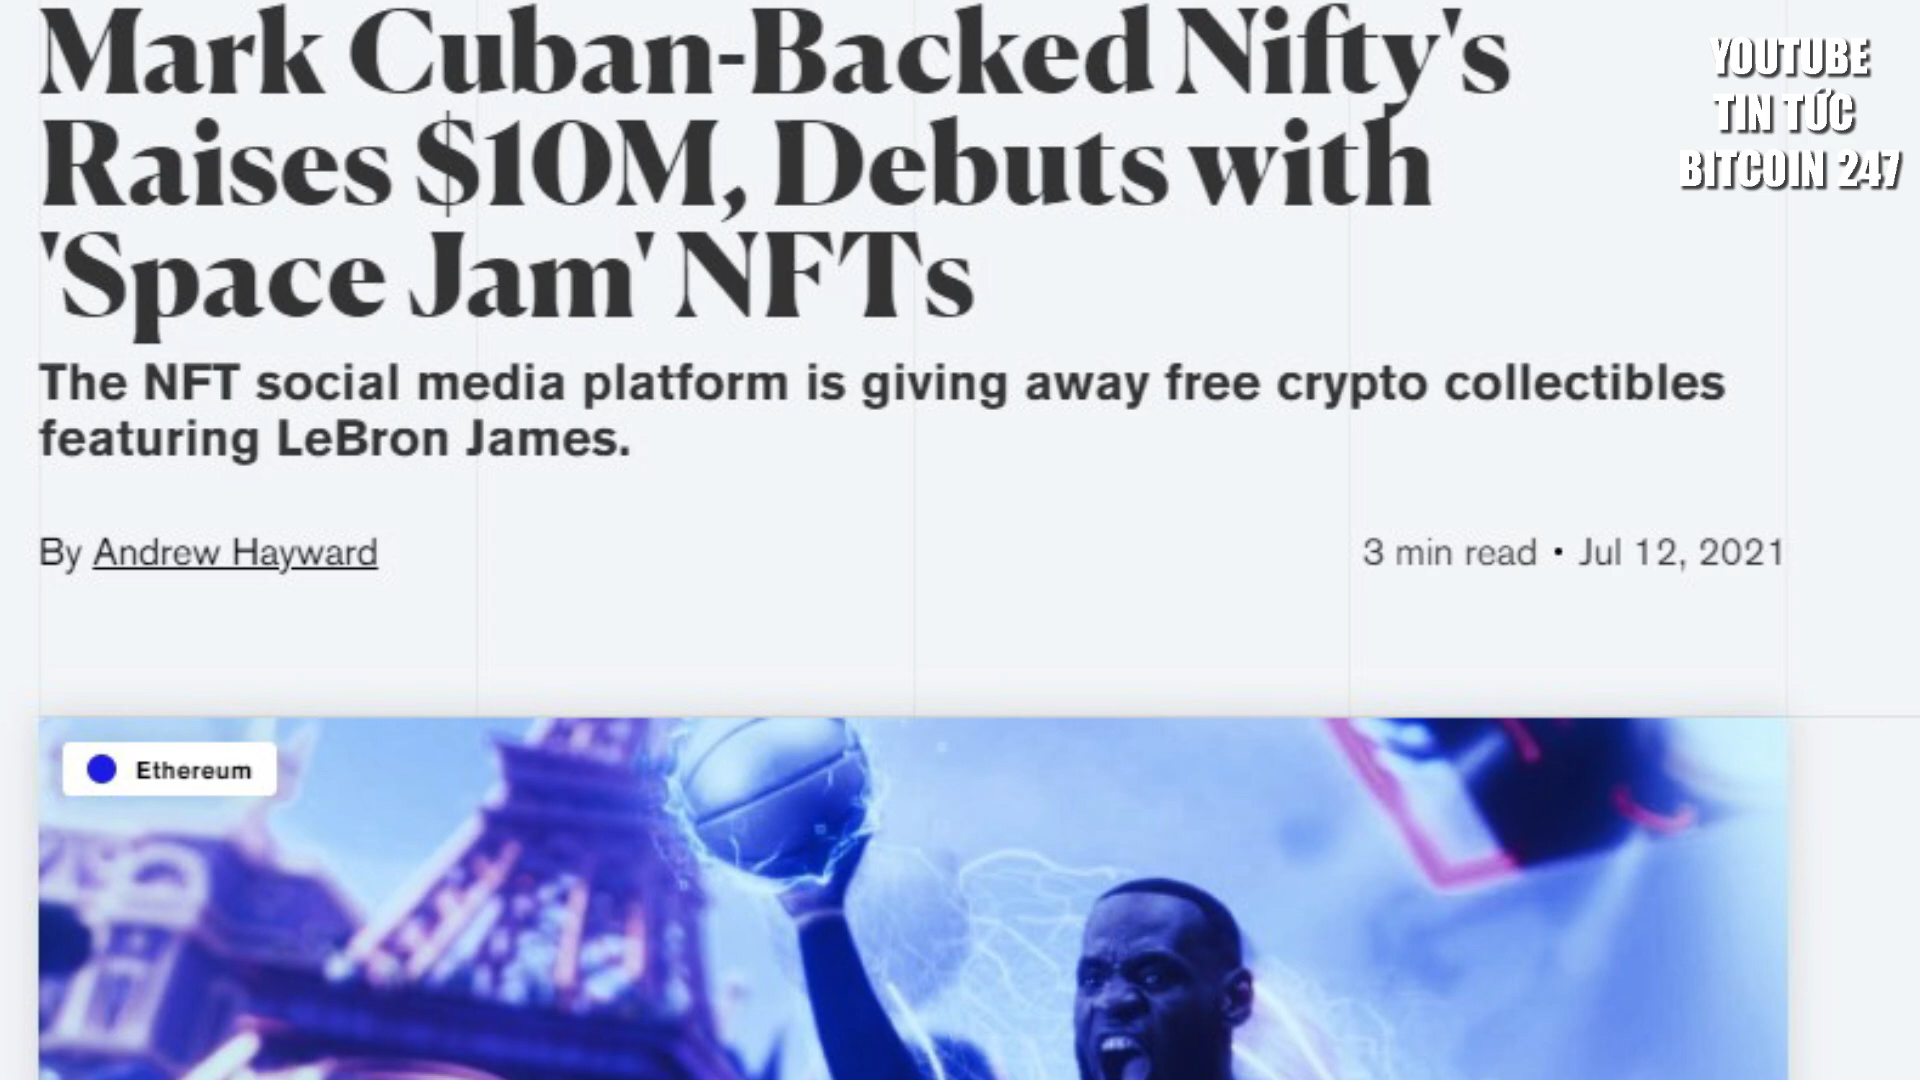 Mark Cuban-Backed Nifty's
Raises $10M, Debuts with
'Space Jam' NFTs
The NFT social media platform is giving away free crypto collectibles
featuring LeBron James.
By Andrew Hayward
3 min read • Jul 12, 2021
Ethereum
YOUTUBE
TIN TỨC
BITCOIN 247